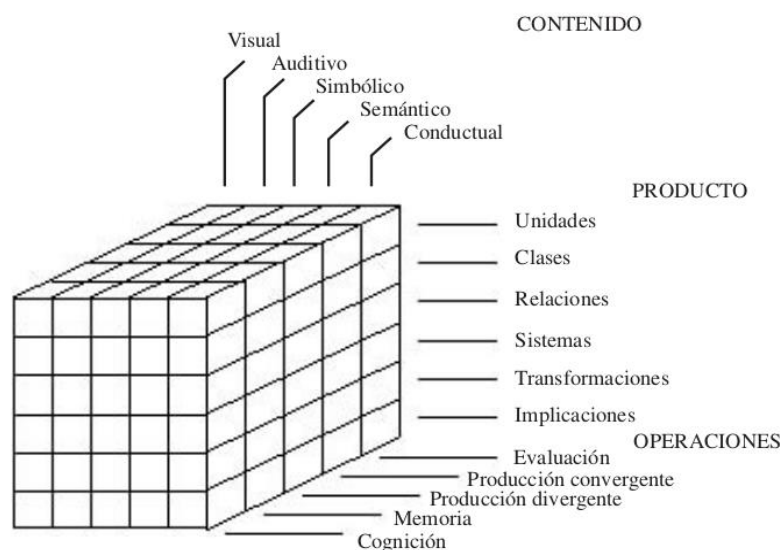 CONTENIDO
Visual
Auditivo
Simbólico
Semántico
Conductual
PRODUCTO
Unidades
Clases
Relaciones
Sistemas
Transformaciones
Implicaciones
OPERACIONES
Evaluación
Producción convergente
Producción divergente
Memoria
Cognición